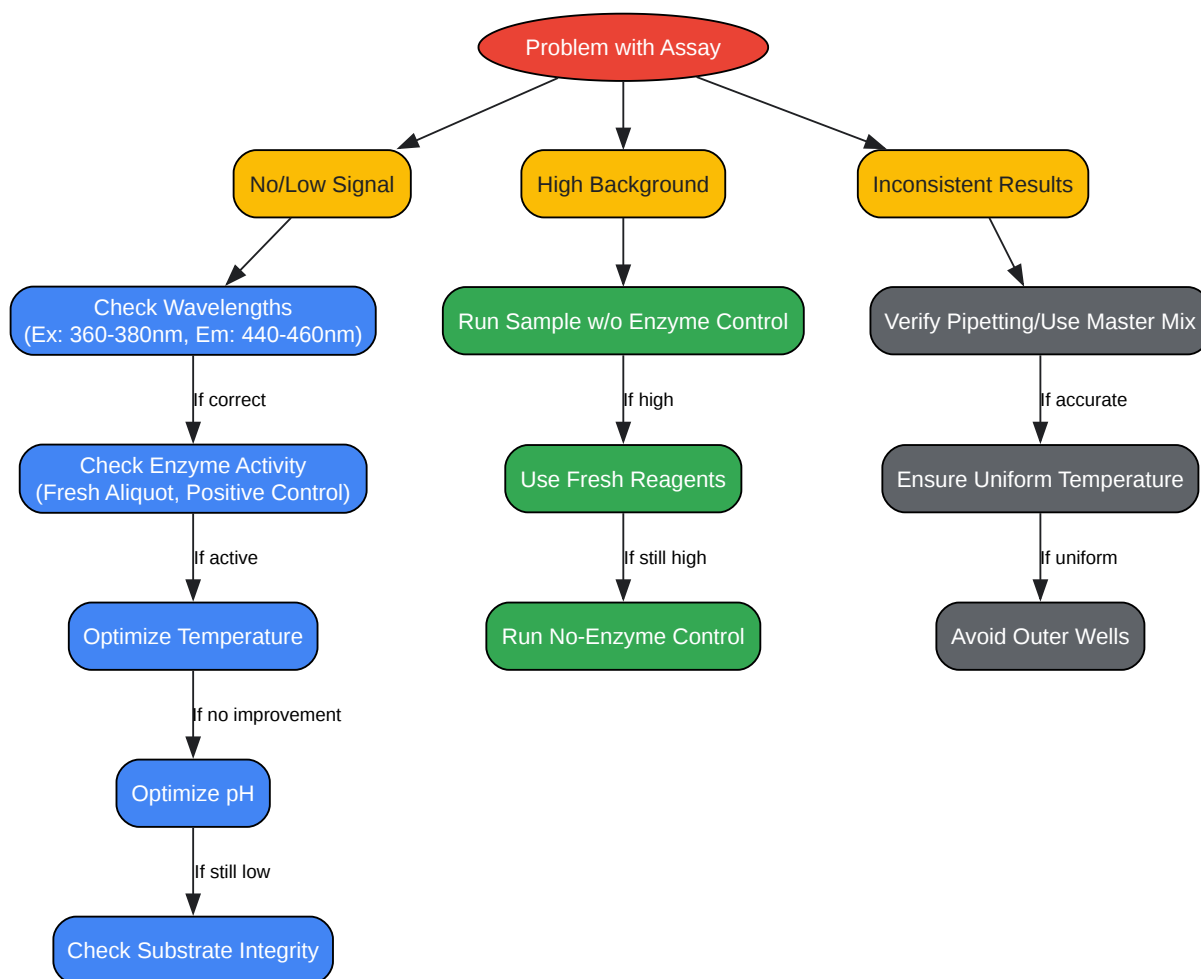 Problem with Assay
No/Low Signal
High Background
Inconsistent Results
Check Wavelengths
(Ex: 360-380nm, Em: 440-460nm)
Run Sample w/o Enzyme Control
Verify Pipetting/Use Master Mix
If correct
If high
If accurate
Check Enzyme Activity
(Fresh Aliquot, Positive Control)
Use Fresh Reagents
Ensure Uniform Temperature
If active
If still high
If uniform
Optimize Temperature
Run No-Enzyme Control
Avoid Outer Wells
If no improvement
Optimize pH
If still low
Check Substrate Integrity